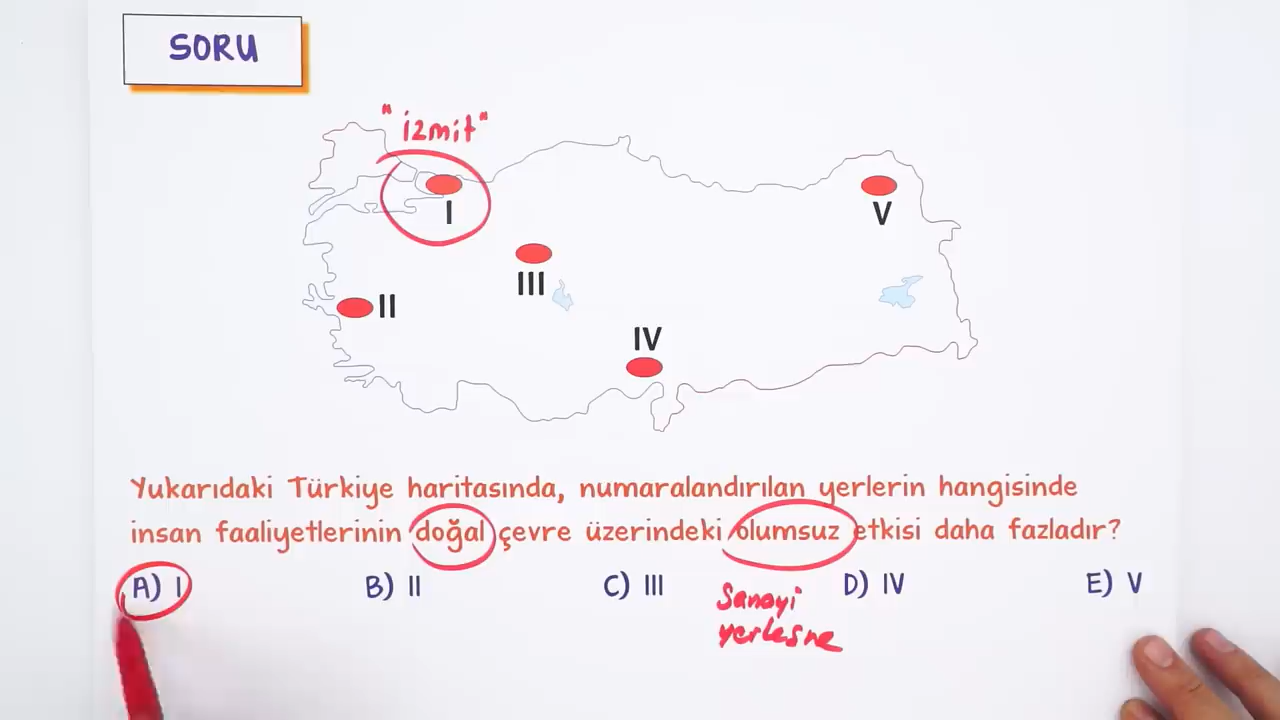 SORU
"İzmit"
I
V
III
II
IV
Yukarıdaki Türkiye haritasında, numaralandırılan yerlerin hangisinde
insan faaliyetlerinin doğal çevre üzerindeki olumsuz etkisi daha fazladır?
A) I B) II C) III D) IV E) V
Sanayi
yerleşne